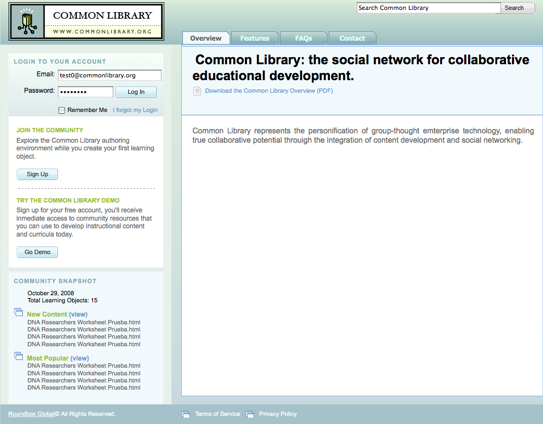 COMMON LIBRARY
WWW.COMMONLIBRARY.ORG
Search Common Library
Search
Overview
Features
FAQs
Contact
LOGIN TO YOUR ACCOUNT
Email: test0@commonlibrary.org
Password: •••••••• Log In
Remember Me I forgot my Login
JOIN THE COMMUNITY
Explore the Common Library authoring
environment while you create your first learning
object.
Sign Up
TRY THE COMMON LIBRARY DEMO
Sign up for your free account, you'll receive
inmediate access to community resources that
you can use to develop instructional content
and curricula today.
Go Demo
COMMUNITY SNAPSHOT
October 29, 2008
Total Learning Objects: 15
New Content (view)
DNA Researchers Worksheet Prueba.html
DNA Researchers Worksheet Prueba.html
DNA Researchers Worksheet Prueba.html
DNA Researchers Worksheet Prueba.html
Most Popular (view)
DNA Researchers Worksheet Prueba.html
DNA Researchers Worksheet Prueba.html
DNA Researchers Worksheet Prueba.html
DNA Researchers Worksheet Prueba.html
Common Library: the social network for collaborative
educational development.
Download the Common Library Overview (PDF)
Common Library represents the personification of group-thought emterprise technology, enabling
true collaborative potential through the integration of content development and social networking.
Roundbox Global© All Rights Reserved.
Terms of Service
Privacy Policy